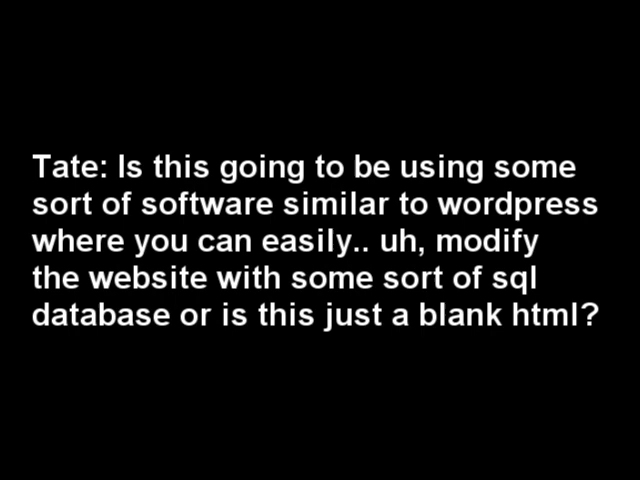 Tate: Is this going to be using some
sort of software similar to wordpress
where you can easily.. uh, modify
the website with some sort of sql
database or is this just a blank html?